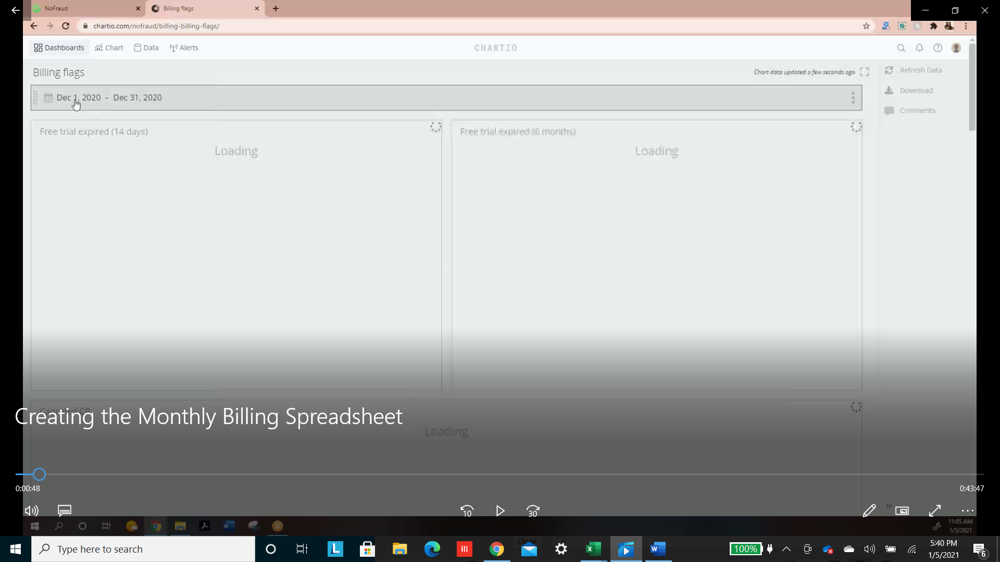 NoFraud
Billing flags
chartio.com/nofraud/billing-billing-flags/
Dashboards
Chart
Data
Alerts
CHARTIO
Billing flags
Chart data updated a few seconds ago
Refresh Data
Dec 1, 2020 – Dec 31, 2020
Download
Comments
Free trial expired (14 days)
Free trial expired (6 months)
Loading
Loading
Canceled CP
Creating the Monthly Billing Spreadsheet
Loading
0:00:48
0:43:47
10
30
11:05 AM
1/5/2021
Type here to search
Close
100%
5:40 PM
1/5/2021
6